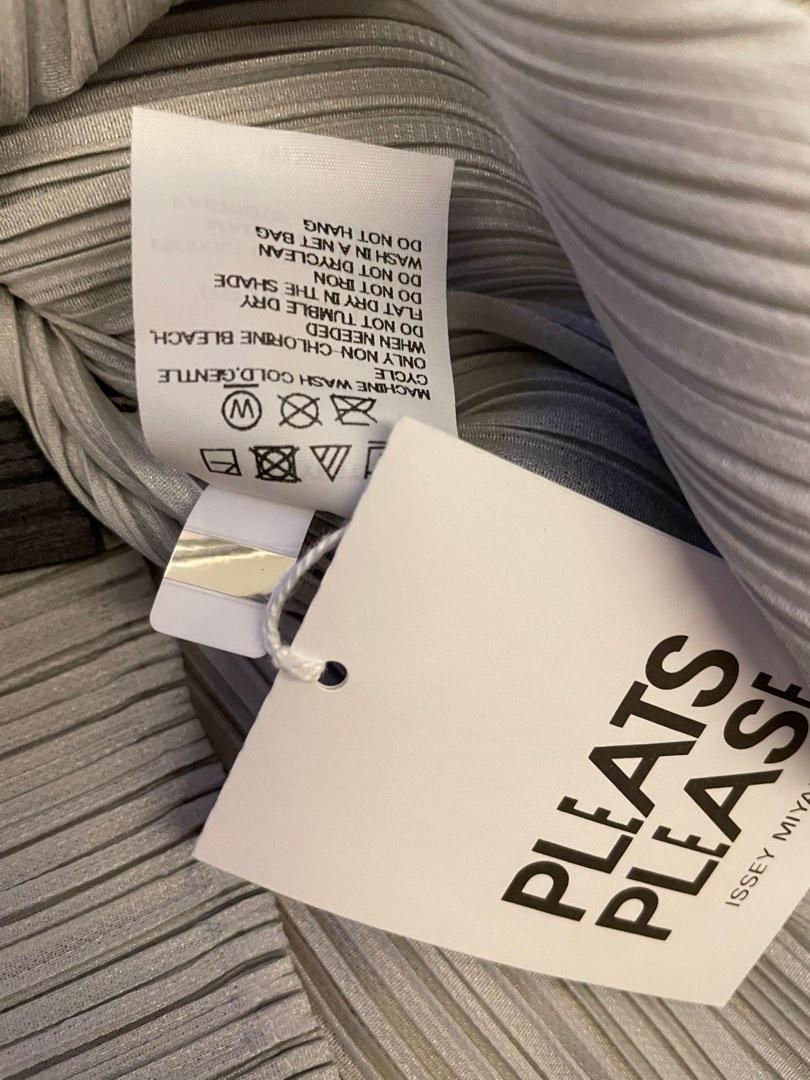 MACHINE WASH COLD,GENTLE
CYCLE
ONLY NON-CHLORINE BLEACH,
WHEN NEEDED
DO NOT TUMBLE DRY
FLAT DRY IN THE SHADE
DO NOT IRON
DO NOT DRYCLEAN
WASH IN A NET BAG
DO NOT HANG
W
PLEATS
PLEASE
ISSEY MIYA